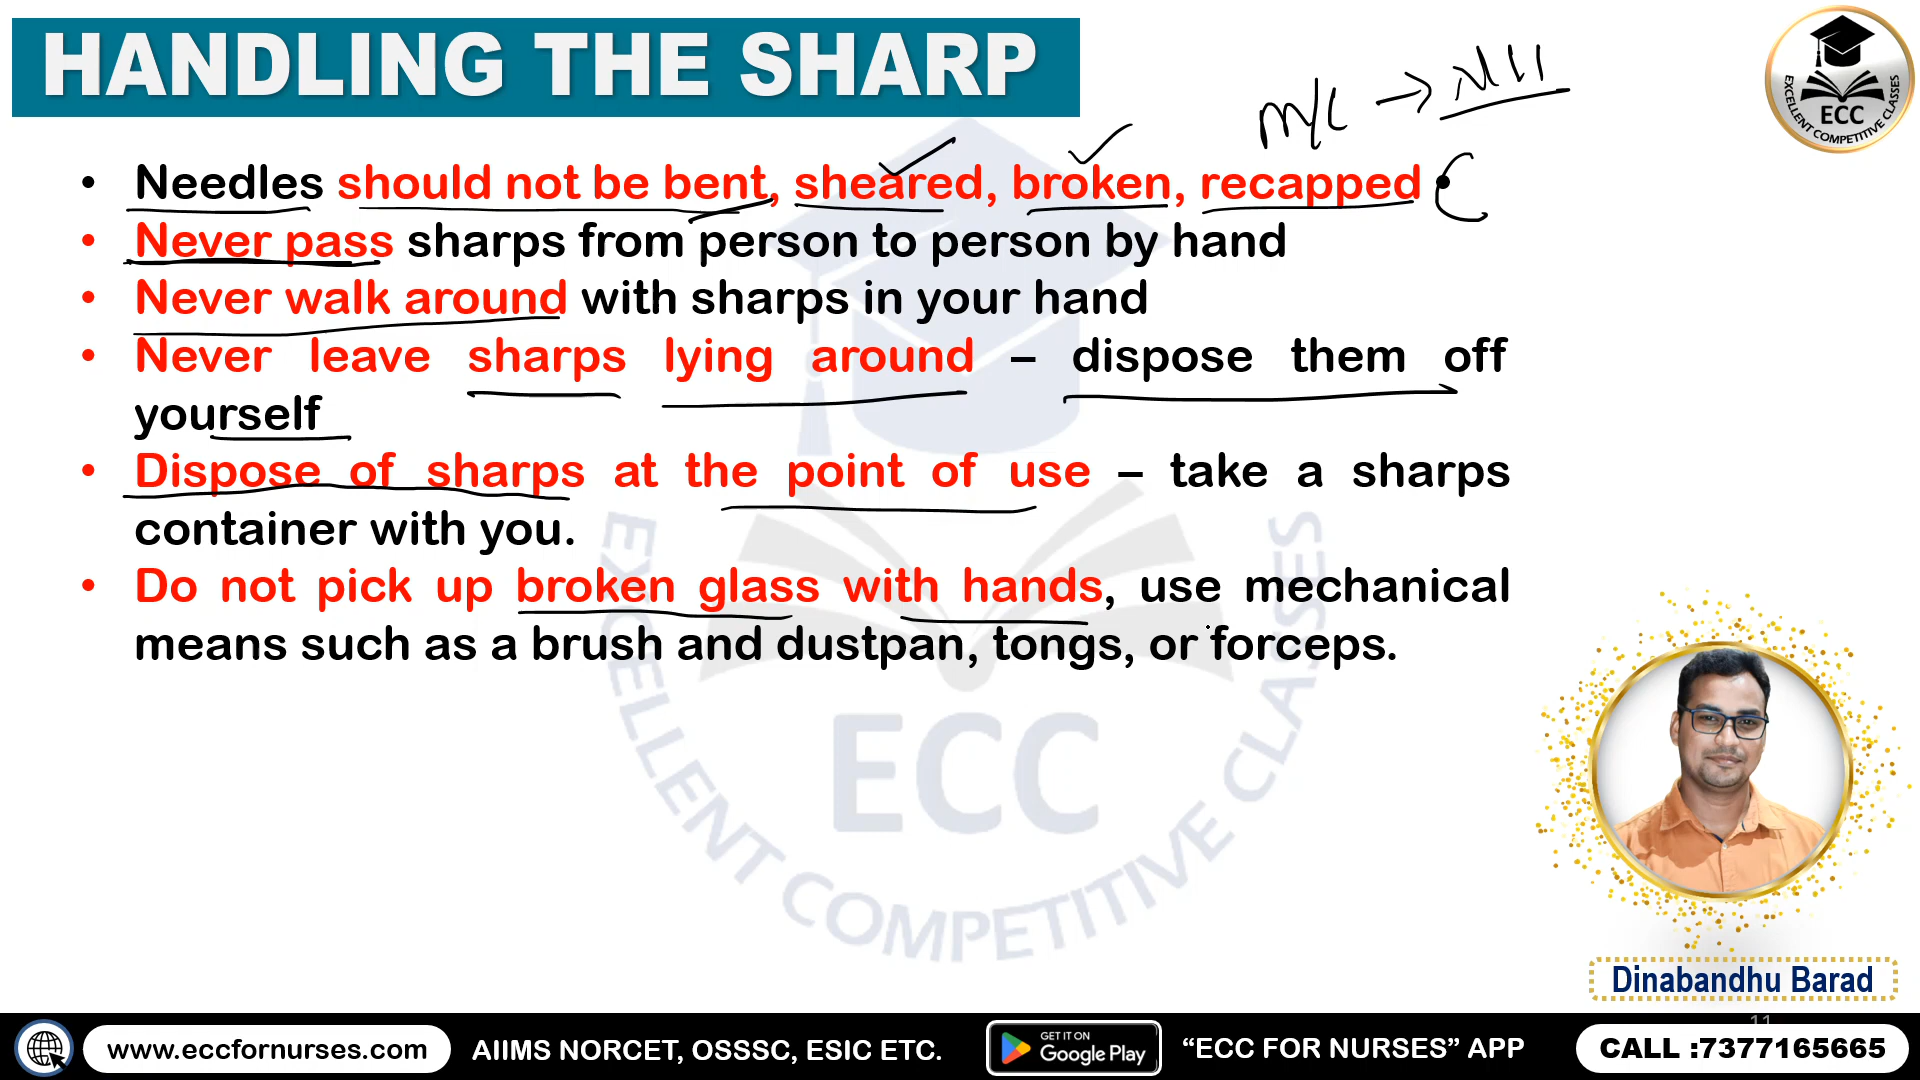 HANDLING THE SHARP
M/C → NSI
• Needles should not be bent, sheared, broken, recapped
• Never pass sharps from person to person by hand
• Never walk around with sharps in your hand
• Never leave sharps lying around – dispose them off
yourself
• Dispose of sharps at the point of use – take a sharps
container with you.
• Do not pick up broken glass with hands, use mechanical
means such as a brush and dustpan, tongs, or forceps.
EXCELLENT COMPETITIVE CLASSES
ECC
EXCELLENT COMPETITIVE CLASSES
ECC
Dinabandhu Barad
11
www.eccfornurses.com
AIIMS NORCET, OSSSC, ESIC ETC.
GET IT ON
Google Play
“ECC FOR NURSES” APP
CALL :7377165665